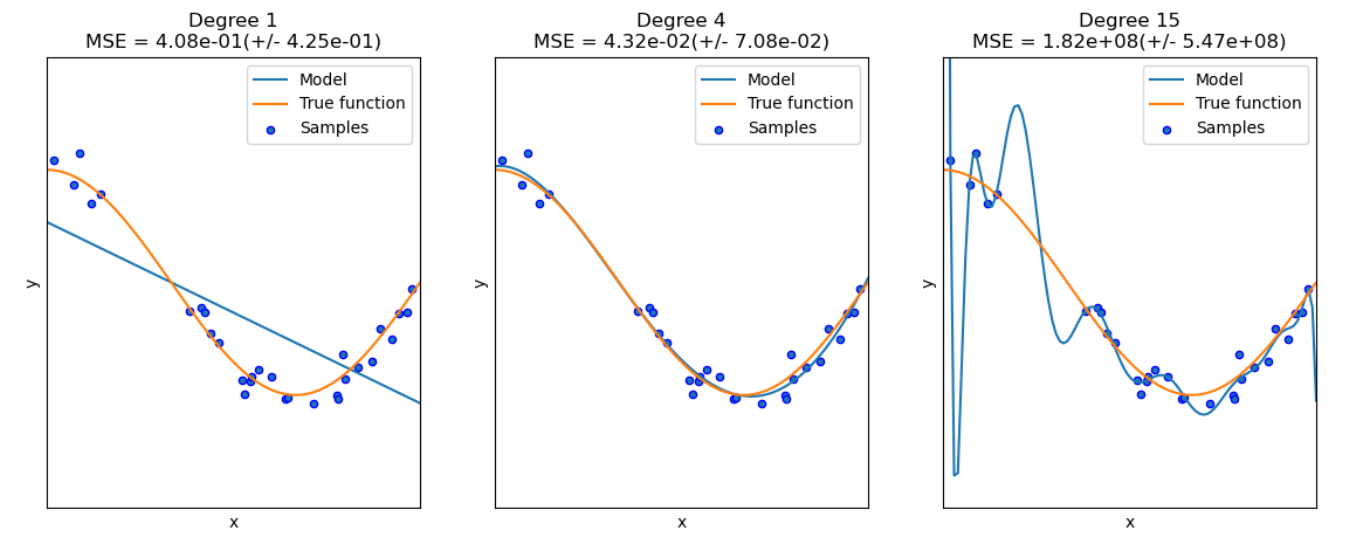 Degree 1
MSE = 4.08e-01(+/- 4.25e-01)
Model
True function
Samples
y
x
Degree 4
MSE = 4.32e-02(+/- 7.08e-02)
Model
True function
Samples
y
x
Degree 15
MSE = 1.82e+08(+/- 5.47e+08)
Model
True function
Samples
y
x